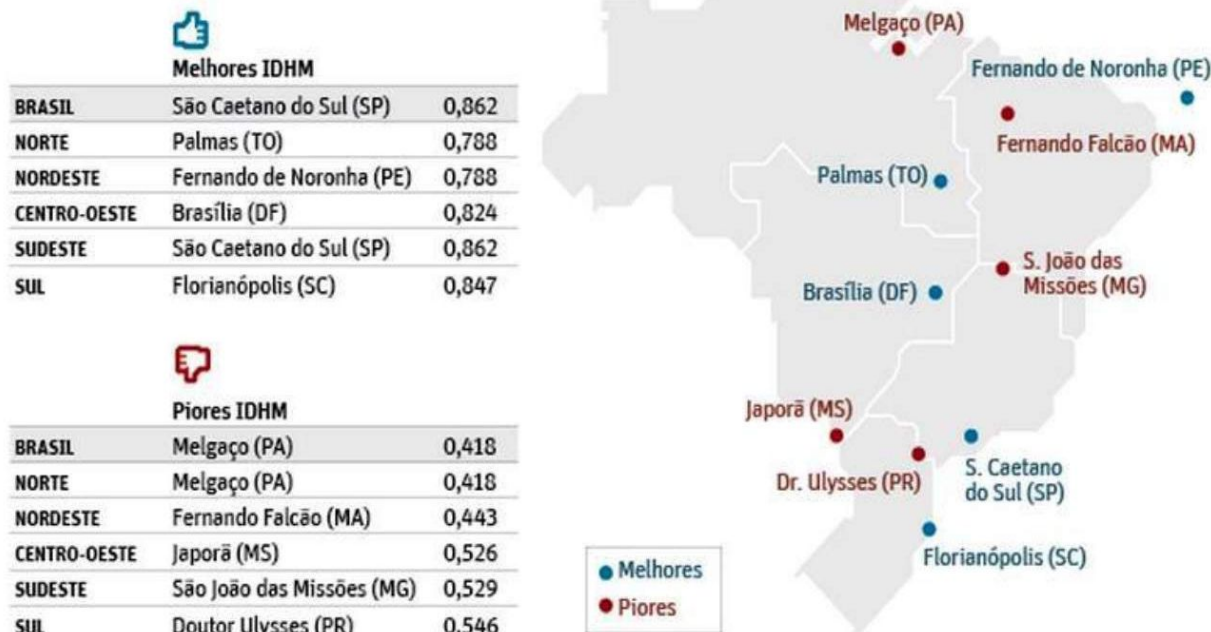 Melhores IDHM
BRASIL São Caetano do Sul (SP) 0,862
NORTE Palmas (TO) 0,788
NORDESTE Fernando de Noronha (PE) 0,788
CENTRO-OESTE Brasília (DF) 0,824
SUDESTE São Caetano do Sul (SP) 0,862
SUL Florianópolis (SC) 0,847
Piores IDHM
BRASIL Melgaço (PA) 0,418
NORTE Melgaço (PA) 0,418
NORDESTE Fernando Falcão (MA) 0,443
CENTRO-OESTE Japorã (MS) 0,526
SUDESTE São João das Missões (MG) 0,529
SUL Doutor Ulysses (PR) 0,546
Melgaço (PA)
Fernando de Noronha (PE)
Fernando Falcão (MA)
Palmas (TO)
S. João das
Missões (MG)
Brasília (DF)
Japorã (MS)
Dr. Ulysses (PR)
S. Caetano
do Sul (SP)
Florianópolis (SC)
Melhores
Piores